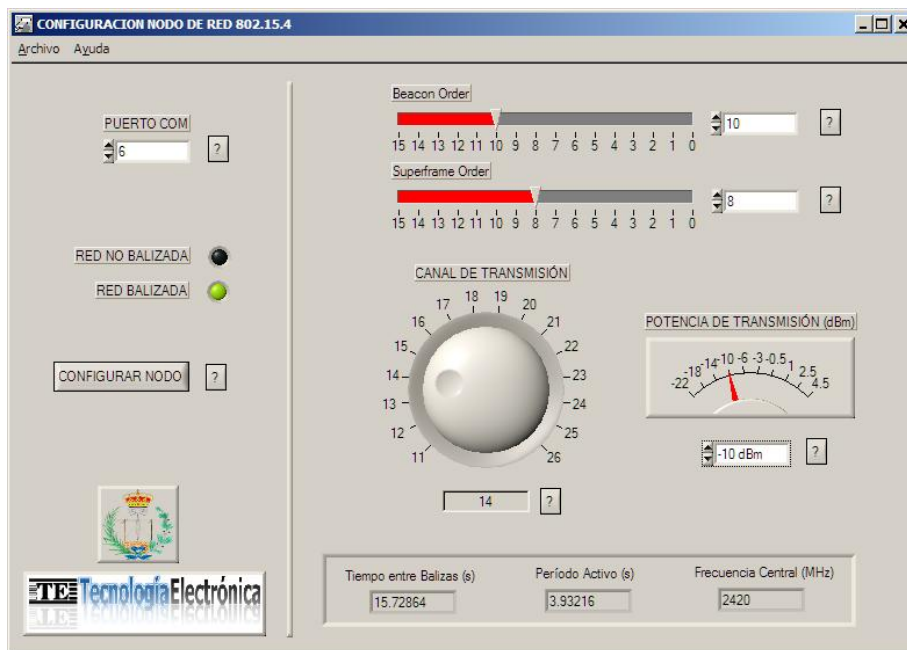 CONFIGURACION NODO DE RED 802.15.4
Archivo Ayuda
PUERTO COM
6
?
RED NO BALIZADA
RED BALIZADA
CONFIGURAR NODO
?
TE Tecnología Electrónica
Beacon Order
15 14 13 12 11 10 9 8 7 6 5 4 3 2 1 0
10
?
Superframe Order
15 14 13 12 11 10 9 8 7 6 5 4 3 2 1 0
8
?
CANAL DE TRANSMISIÓN
11 12 13 14 15 16 17 18 19 20 21 22 23 24 25 26
14
?
POTENCIA DE TRANSMISIÓN (dBm)
-22 -18 -14 -10 -6 -3 -0.5 1 2.5 4.5
-10 dBm
?
Tiempo entre Balizas (s) Período Activo (s) Frecuencia Central (MHz)
15.72864 3.93216 2420